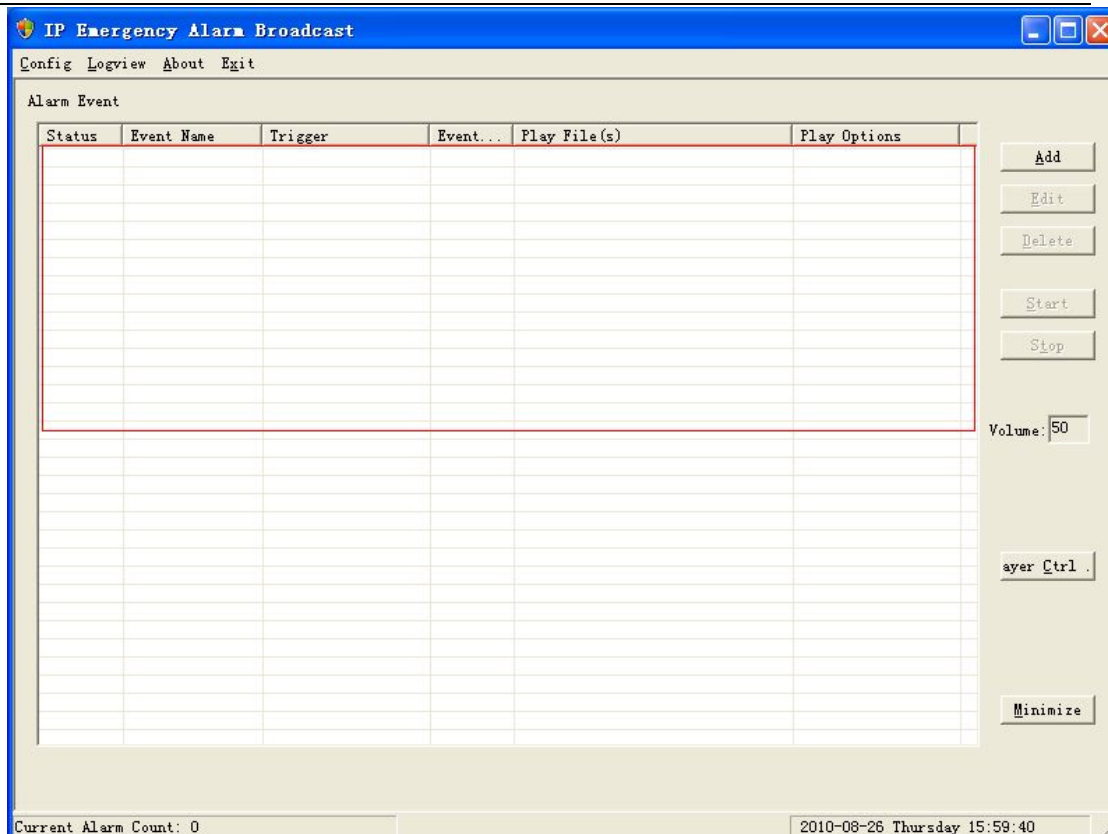 IP Emergency Alarm Broadcast
Config Logview About Exit
Alarm Event
Status Event Name Trigger Event... Play File(s) Play Options
Add
Edit
Delete
Start
Stop
Volume: 50
ayer Ctrl .
Minimize
Current Alarm Count: 0 2010-08-26 Thursday 15:59:40